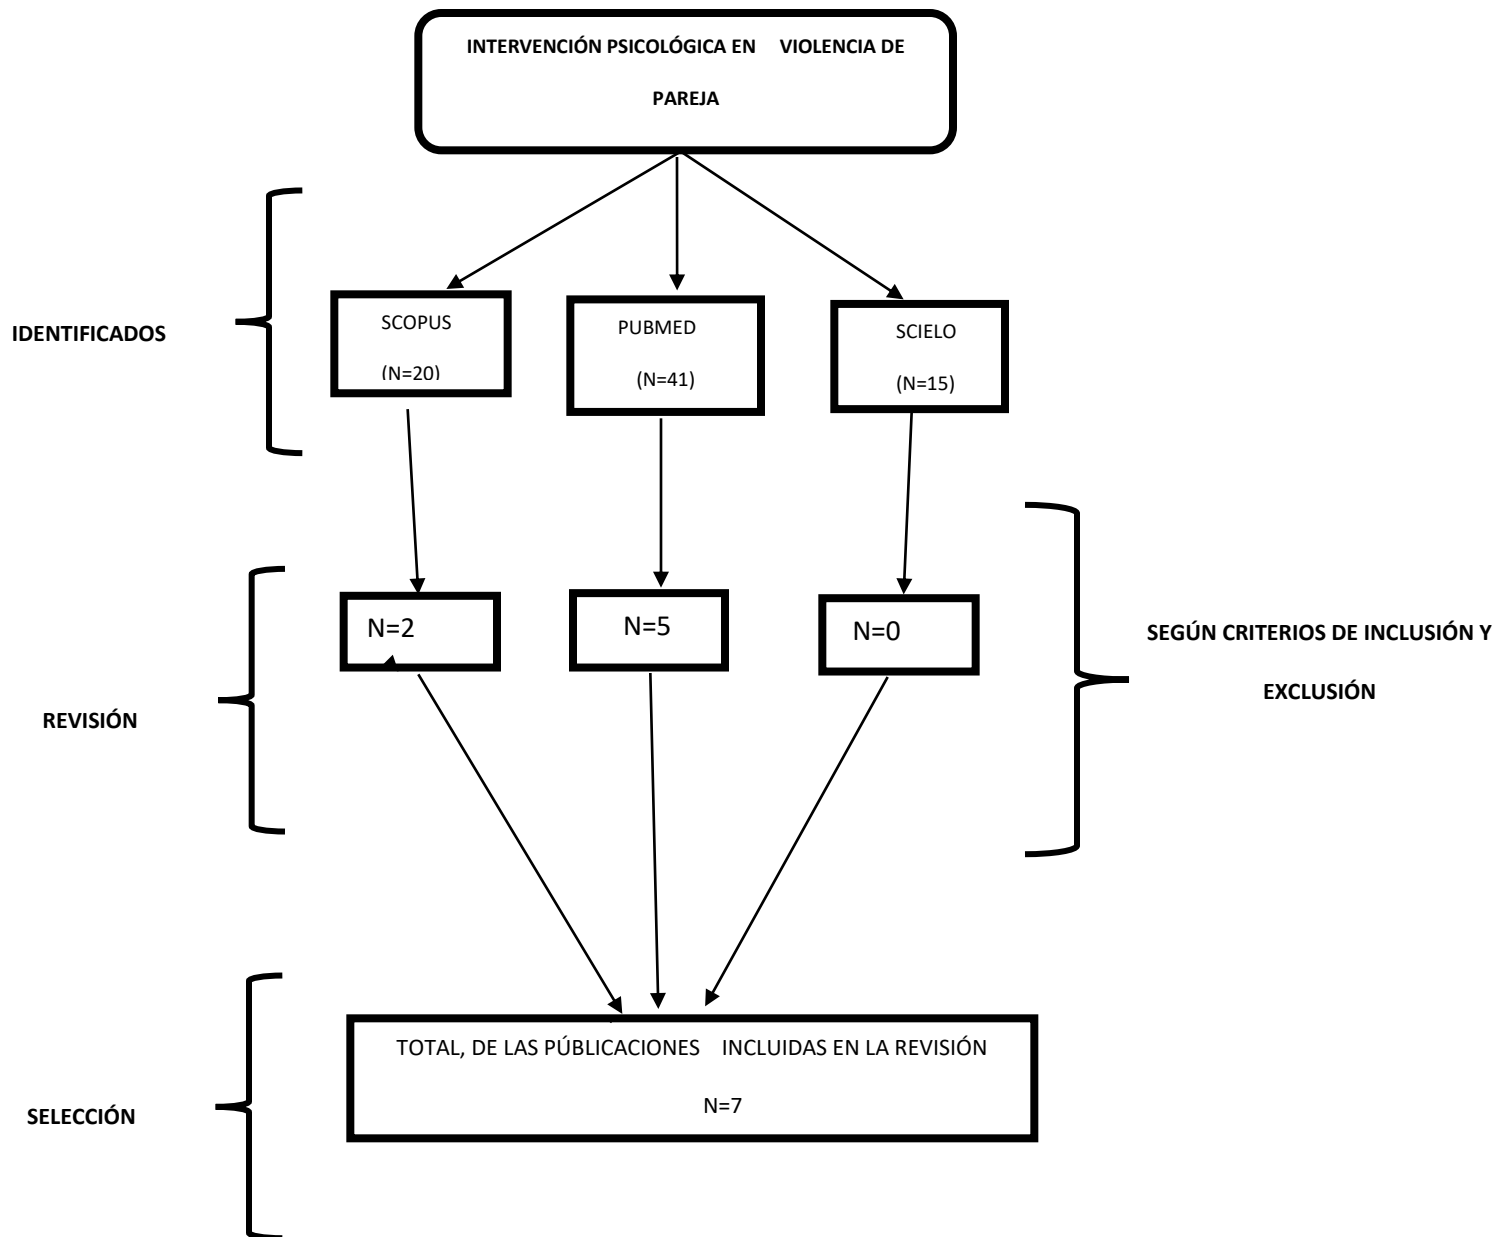 INTERVENCIÓN PSICOLÓGICA EN VIOLENCIA DE
PAREJA
IDENTIFICADOS
SCOPUS
(N=20)
PUBMED
(N=41)
SCIELO
(N=15)
REVISIÓN
N=2
N=5
N=0
SEGÚN CRITERIOS DE INCLUSIÓN Y
EXCLUSIÓN
SELECCIÓN
TOTAL, DE LAS PÚBLICACIONES INCLUIDAS EN LA REVISIÓN
N=7